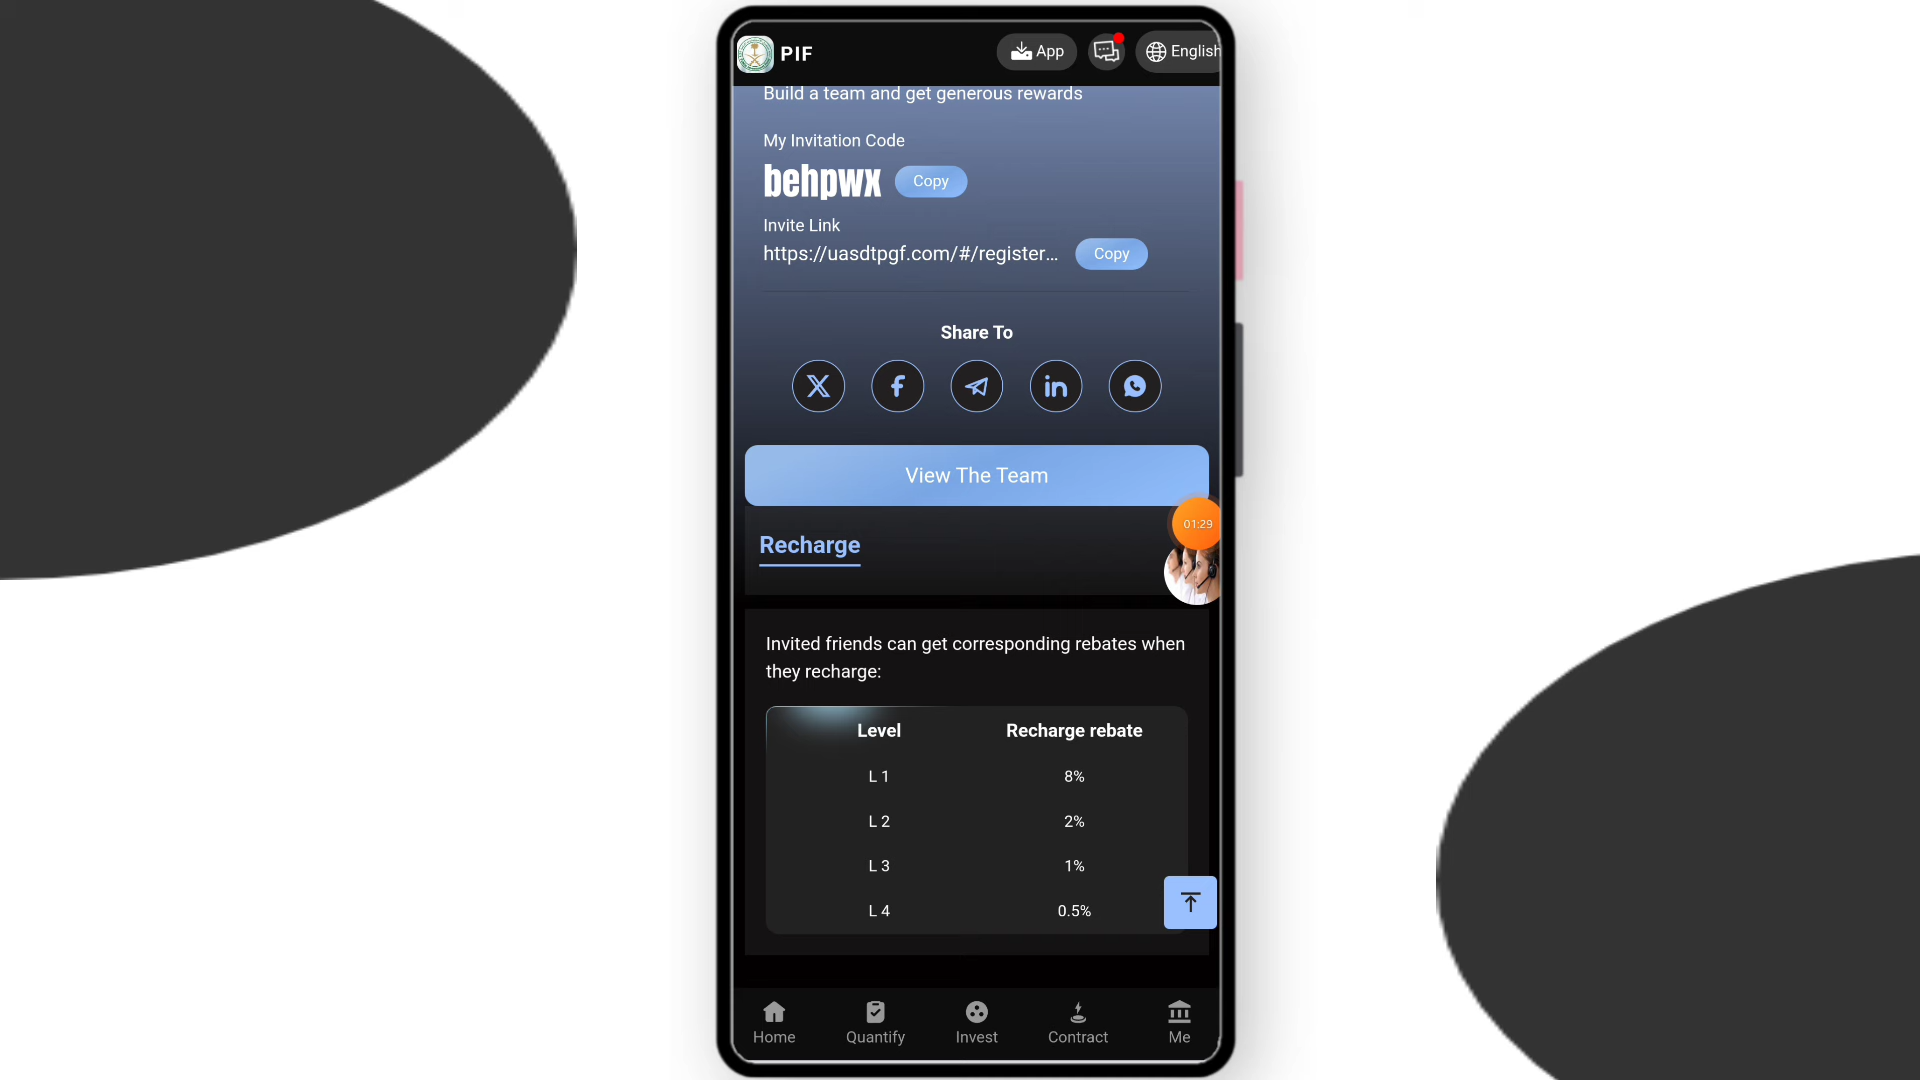 PIF
App
English
Build a team and get generous rewards
My Invitation Code
behpwx
Copy
Invite Link
https://uasdtpgf.com/#/register...
Copy
Share To
View The Team
01:29
Recharge
Invited friends can get corresponding rebates when
they recharge:
Level Recharge rebate
L 1 8%
L 2 2%
L 3 1%
L 4 0.5%
Home Quantify Invest Contract Me